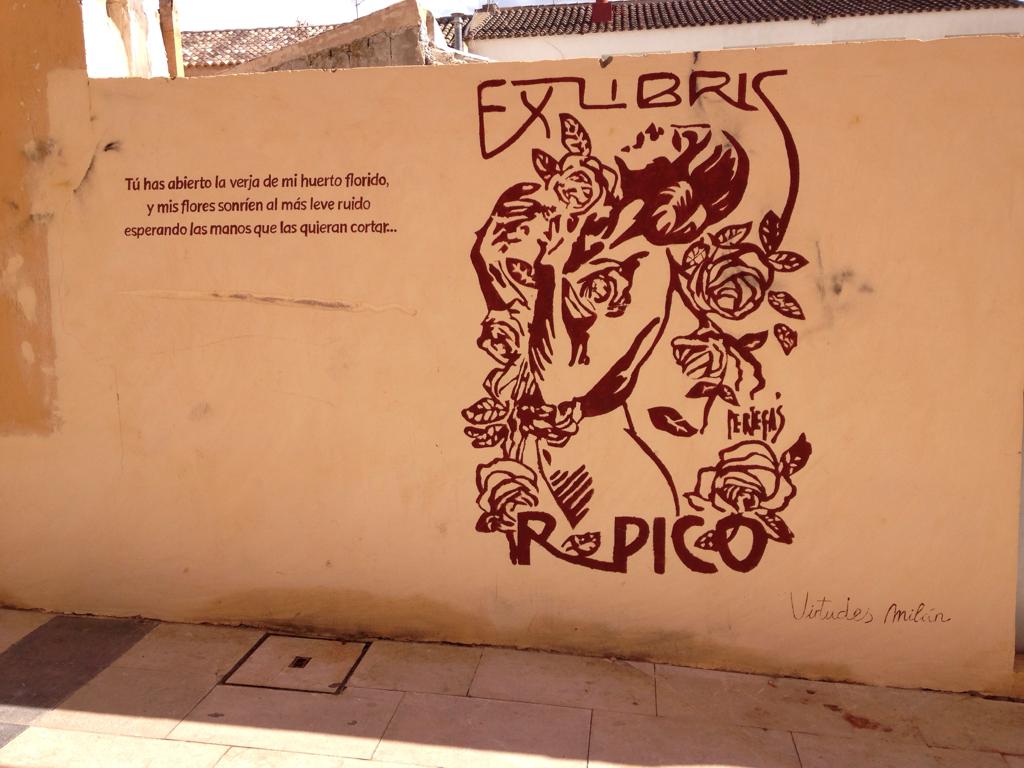 Tú has abierto la verja de mi huerto florido,
y mis flores sonríen al más leve ruido
esperando las manos que las quieran cortar...
EX LIBRIS
PERIEGAS
R PICO
Virtudes Milán